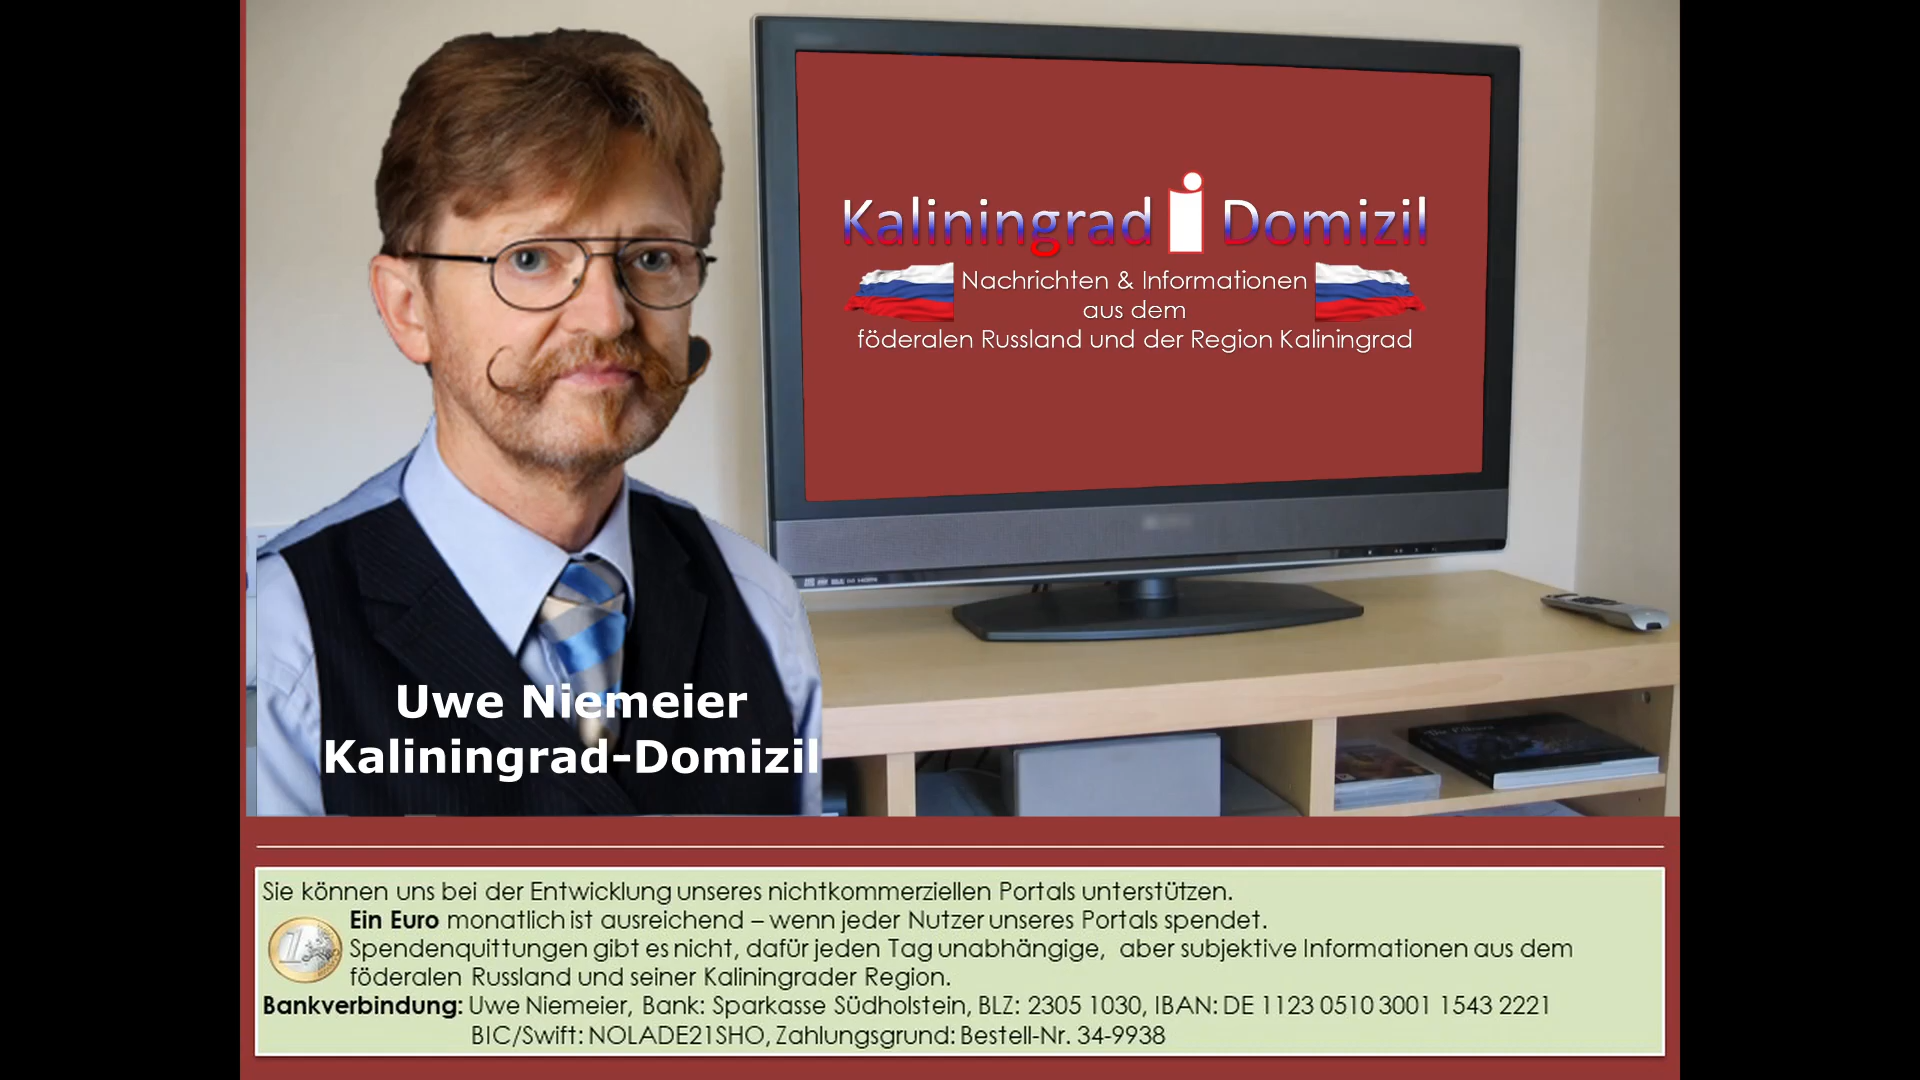 Kaliningrad i Domizil
Nachrichten & Informationen
aus dem
föderalen Russland und der Region Kaliningrad
Uwe Niemeier
Kaliningrad-Domizil
Sie können uns bei der Entwicklung unseres nichtkommerziellen Portals unterstützen.
Ein Euro monatlich ist ausreichend – wenn jeder Nutzer unseres Portals spendet.
Spendenquittungen gibt es nicht, dafür jeden Tag unabhängige, aber subjektive Informationen aus dem
föderalen Russland und seiner Kaliningrader Region.
Bankverbindung: Uwe Niemeier, Bank: Sparkasse Südholstein, BLZ: 2305 1030, IBAN: DE 1123 0510 3001 1543 2221
BIC/Swift: NOLADE21SHO, Zahlungsgrund: Bestell-Nr. 34-9938